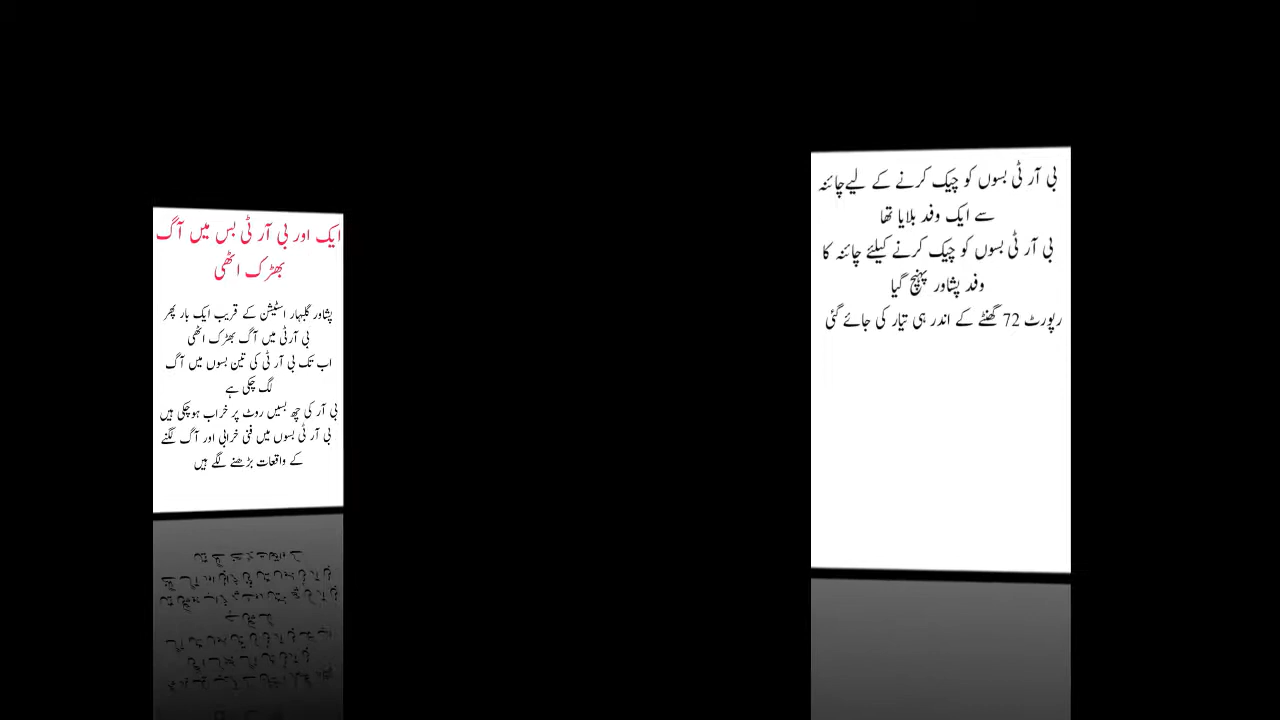 ایک اور بی آر ٹی بس میں آگ
بھڑک اٹھی
پشاور گلبہار اسٹیشن کے قریب ایک بار پھر
بی آرٹی میں آگ بھڑک اٹھی
اب تک بی آر ٹی کی تین بسوں میں آگ
لگ چکی ہے
بی آر کی چھ بسیں روٹ پر خراب ہوچکی ہیں
بی آر ٹی بسوں میں فنی خرابی اور آگ لگنے
کے واقعات بڑھنے لگے ہیں
بی آر ٹی بسوں کو چیک کرنے کے لیے چائنہ
سے ایک وفد بلایا تھا
بی آر ٹی بسوں کو چیک کرنے کیلئے چائنہ کا
وفد پشاور پہنچ گیا
رپورٹ 72 گھنٹے کے اندر ہی تیار کی جائے گئی